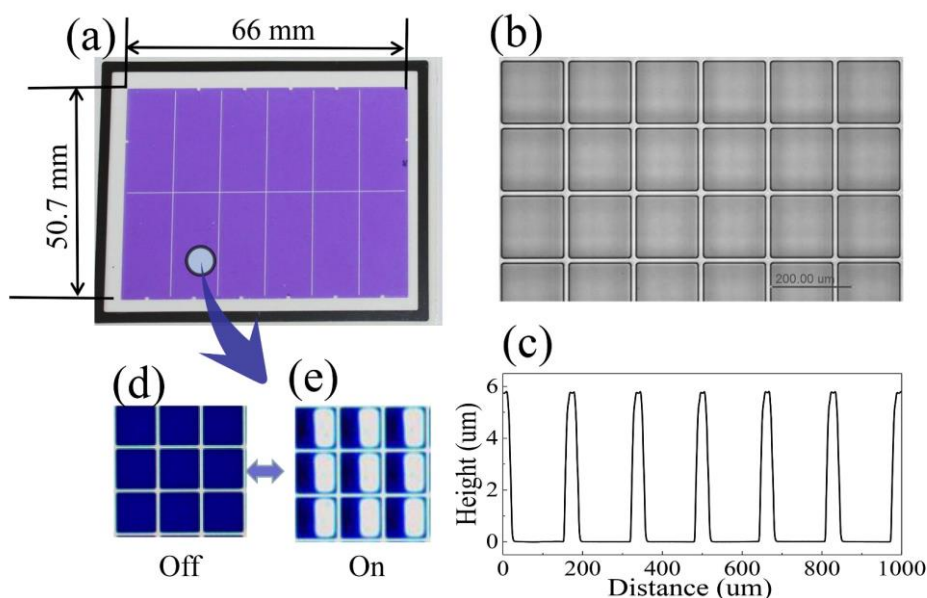 (a)
66 mm
50.7 mm
(b)
200.00 um
(c)
Height (um)
6
4
2
0
0 200 400 600 800 1000
Distance (um)
(d)
(e)
Off
On